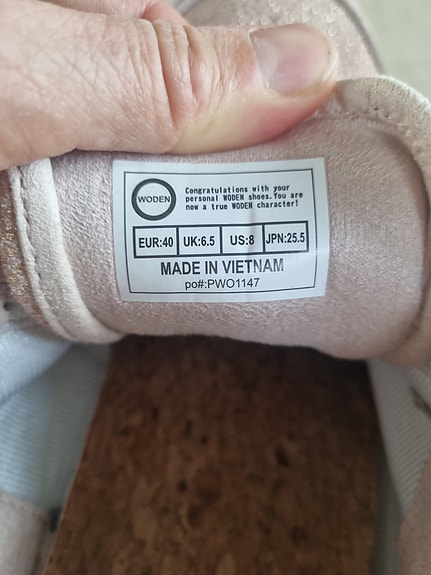 WODEN
Congratulations with your
personal WODEN shoes.You are
now a true WODEN character!
EUR:40 UK:6.5 US:8 JPN:25.5
MADE IN VIETNAM
po#:PWO1147